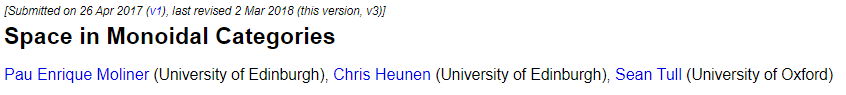 [Submitted on 26 Apr 2017 (v1), last revised 2 Mar 2018 (this version, v3)]
Space in Monoidal Categories
Pau Enrique Moliner (University of Edinburgh), Chris Heunen (University of Edinburgh), Sean Tull (University of Oxford)